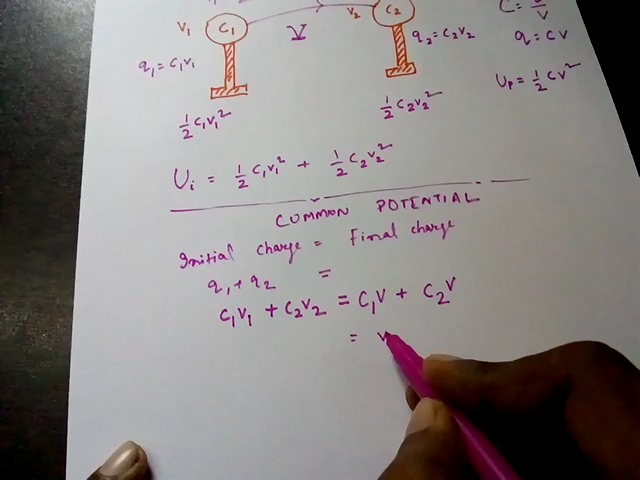 V₁ C₁ V V₂ C₂ C = /V
q₁ = C₁V₁ q₂ = C₂V₂ q = CV
½ C₁V₁² ½ C₂V₂² Uₚ = ½ CV²
Uᵢ = ½ C₁V₁² + ½ C₂V₂²
COMMON POTENTIAL
Initial charge = Final charge
q₁ + q₂ =
C₁V₁ + C₂V₂ = C₁V + C₂V
= V